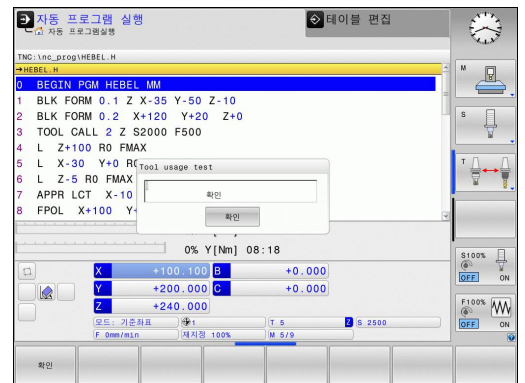 자동 프로그램 실행
테이블 편집
자동 프로그램실행
TNC:\nc_prog\HEBEL.H
→HEBEL.H
0 BEGIN PGM HEBEL MM
1 BLK FORM 0.1 Z X-35 Y-50 Z-10
2 BLK FORM 0.2 X+120 Y+20 Z+0
3 TOOL CALL 2 Z S2000 F500
4 L Z+100 R0 FMAX
5 L X-30 Y+0 R0
6 L Z-5 R0 FMAX
7 APPR LCT X-10
8 FPOL X+100 Y+
Tool usage test
확인
확인
0% Y[Nm] 08:18
X +100.100 B +0.000
Y +200.000 C +0.000
Z +240.000
모드: 기준좌표 1 T 5 Z S 2500
F 0mm/min 재지정 100% M 5/9
확인
M
S
T
S100%
OFF ON
F100%
OFF ON